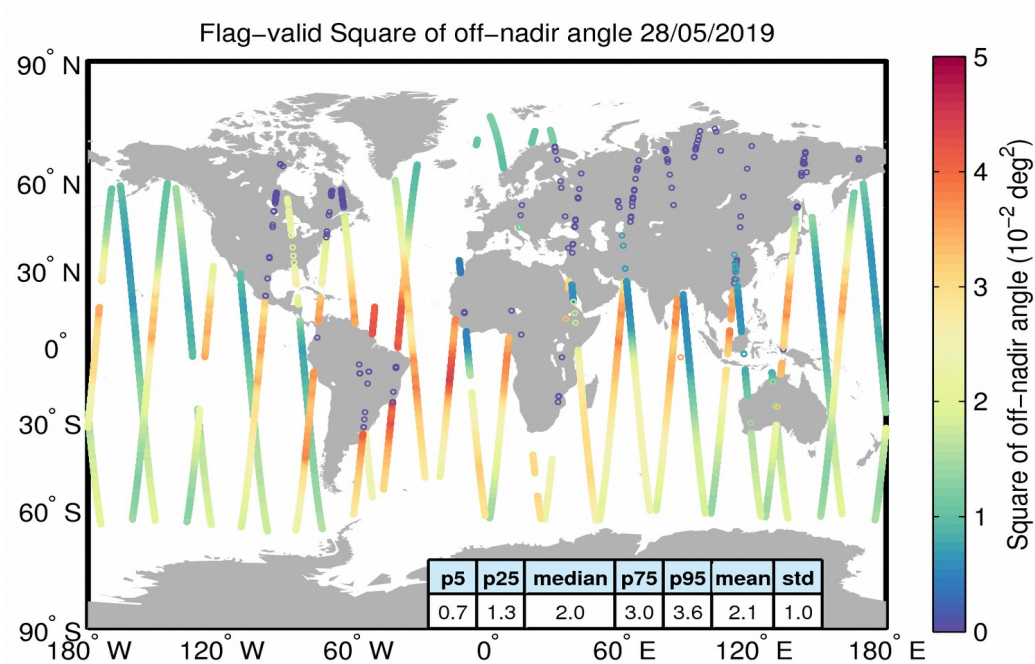 Flag−valid Square of off−nadir angle 28/05/2019
90° N
60° N
30° N
0°
30° S
60° S
90° S
180° W
120° W
60° W
0°
60° E
120° E
180° E
p5 p25 median p75 p95 mean std
0.7 1.3 2.0 3.0 3.6 2.1 1.0
5
4
3
2
1
0
Square of off−nadir angle (10⁻² deg²)